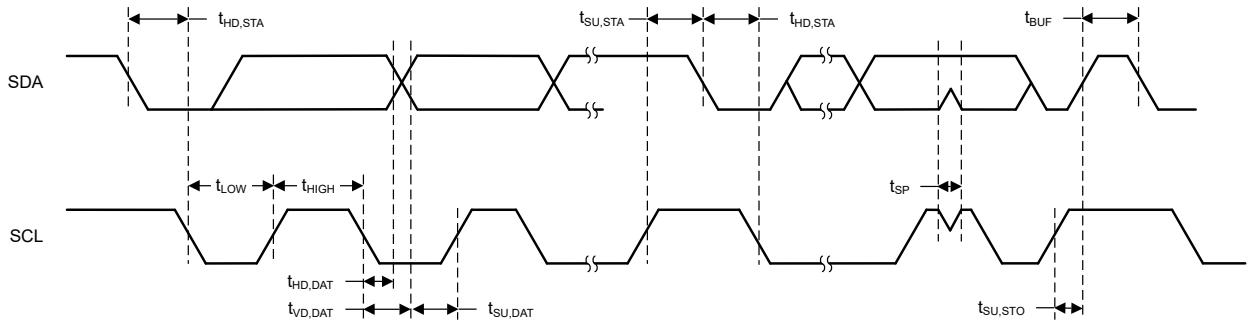 tHD,STA
tSU,STA
tHD,STA
tBUF
SDA
tLOW
tHIGH
tSP
SCL
tHD,DAT
tVD,DAT
tSU,DAT
tSU,STO